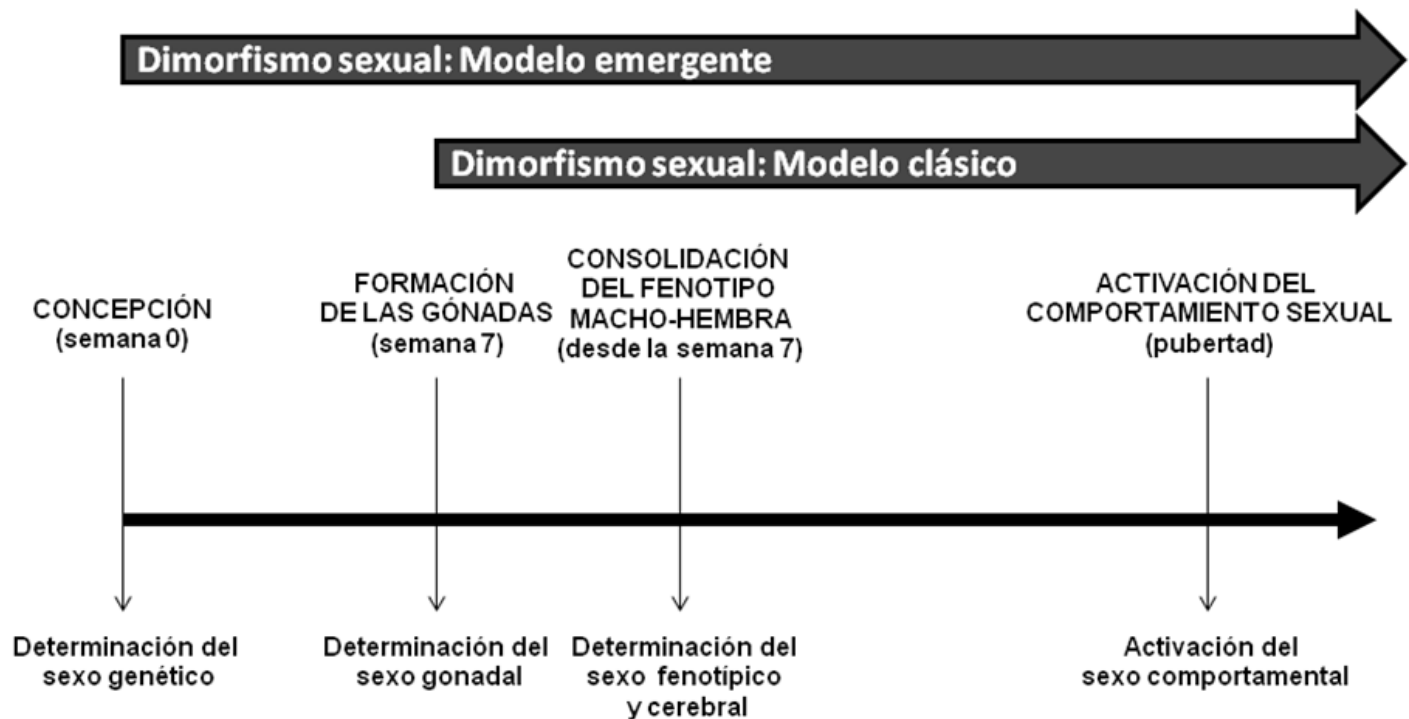 Dimorfismo sexual: Modelo emergente
Dimorfismo sexual: Modelo clásico
CONCEPCIÓN
(semana 0)
FORMACIÓN
DE LAS GÓNADAS
(semana 7)
CONSOLIDACIÓN
DEL FENOTIPO
MACHO-HEMBRA
(desde la semana 7)
ACTIVACIÓN DEL
COMPORTAMIENTO SEXUAL
(pubertad)
Determinación del
sexo genético
Determinación del
sexo gonadal
Determinación del
sexo fenotípico
y cerebral
Activación del
sexo comportamental